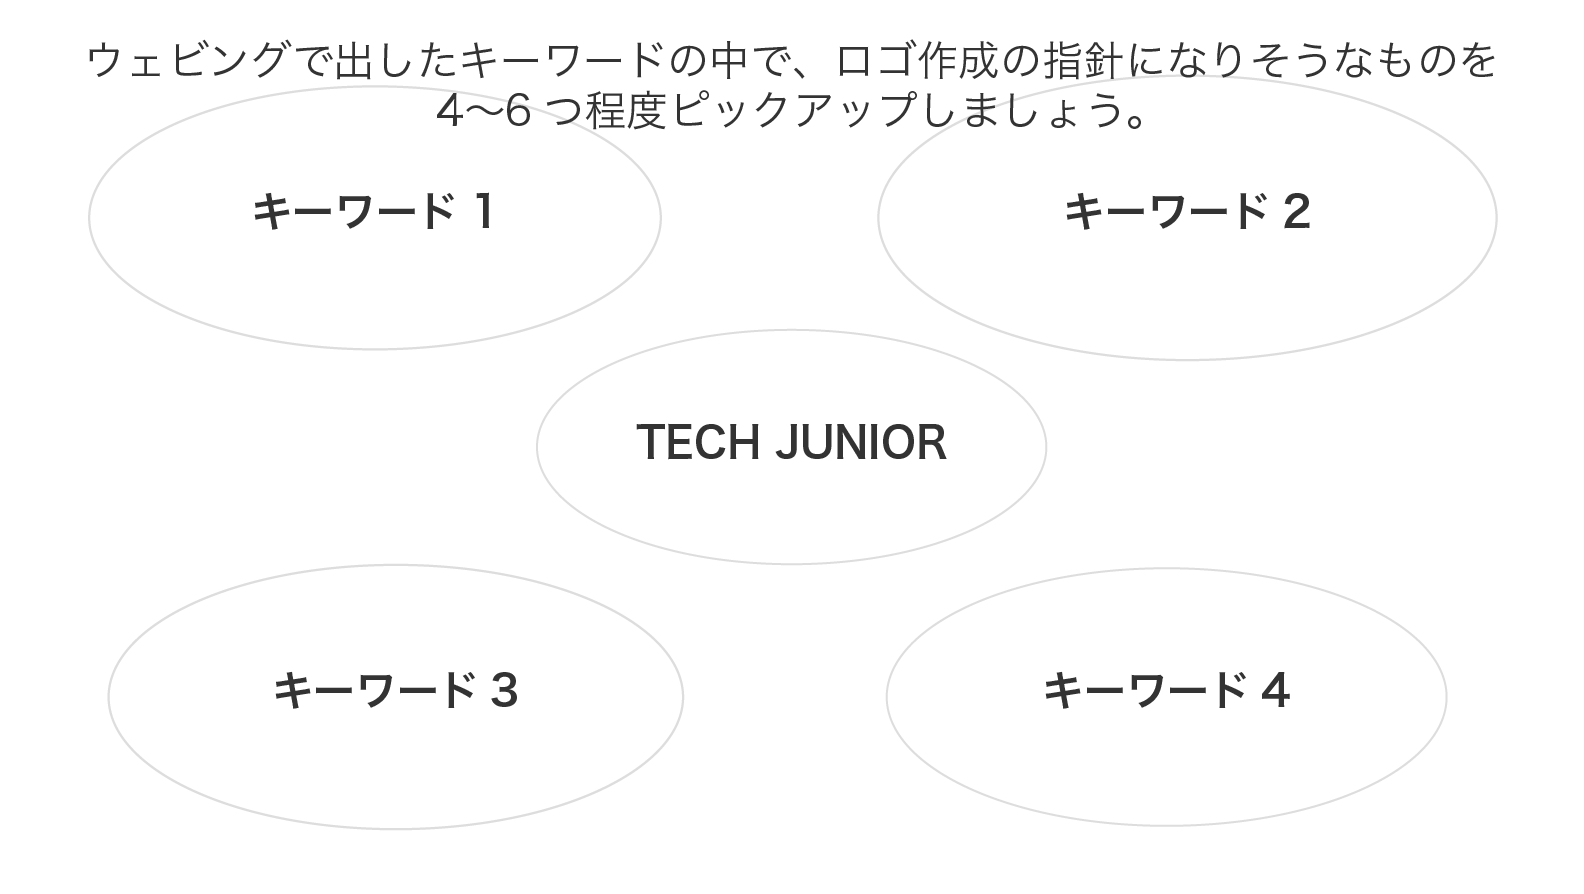 ウェビングで出したキーワードの中で、ロゴ作成の指針になりそうなものを
4〜6 つ程度ピックアップしましょう。
キーワード 1
キーワード 2
TECH JUNIOR
キーワード 3
キーワード 4